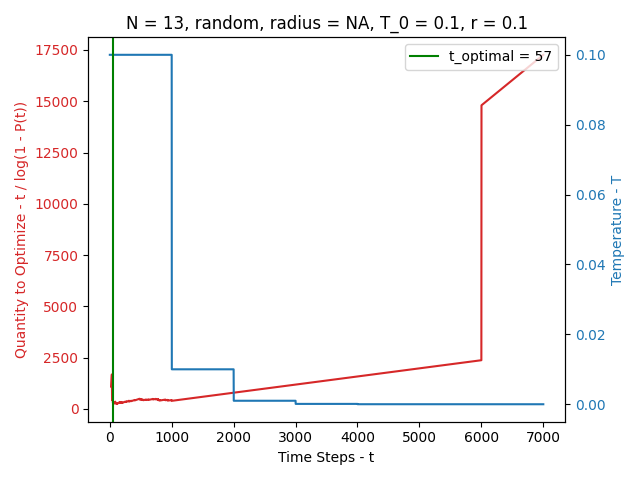 N = 13, random, radius = NA, T_0 = 0.1, r = 0.1
t_optimal = 57
Quantity to Optimize - t / log(1 - P(t))
17500
15000
12500
10000
7500
5000
2500
0
0.10
0.08
0.06
0.04
0.02
0.00
Temperature - T
0 1000 2000 3000 4000 5000 6000 7000
Time Steps - t